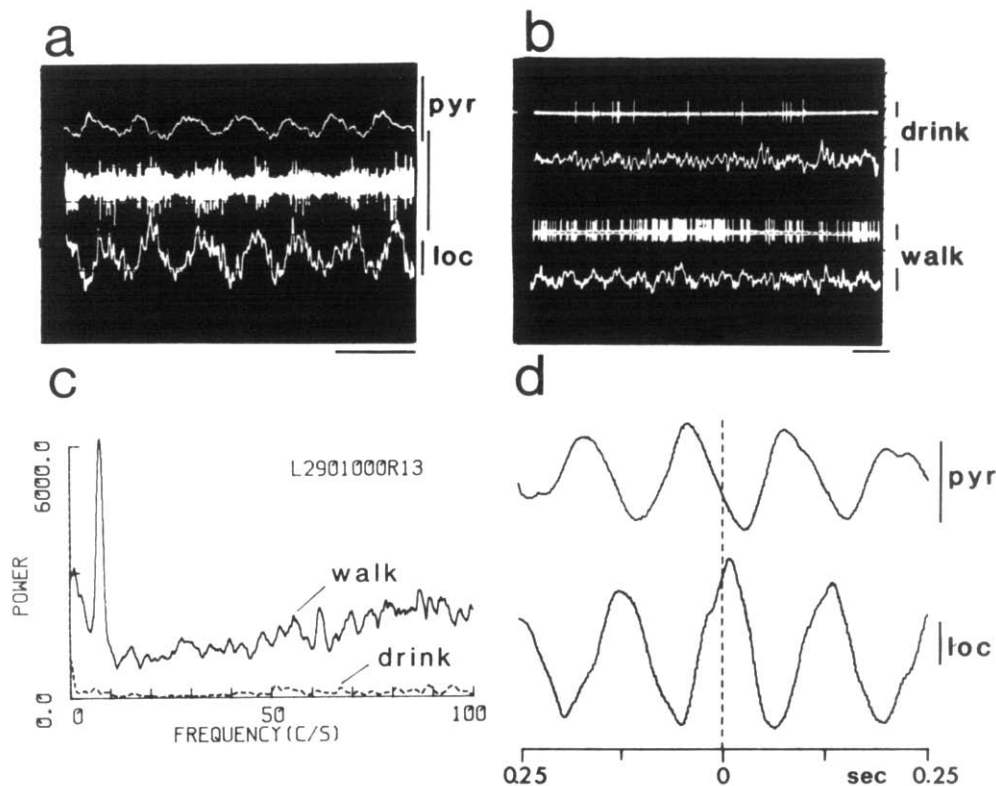 a
pyr
loc
b
drink
walk
c
6000.0
POWER
0.0
L2901000R13
walk
drink
0
50
100
FREQUENCY(C/S)
d
pyr
loc
0.25
0
sec
0.25